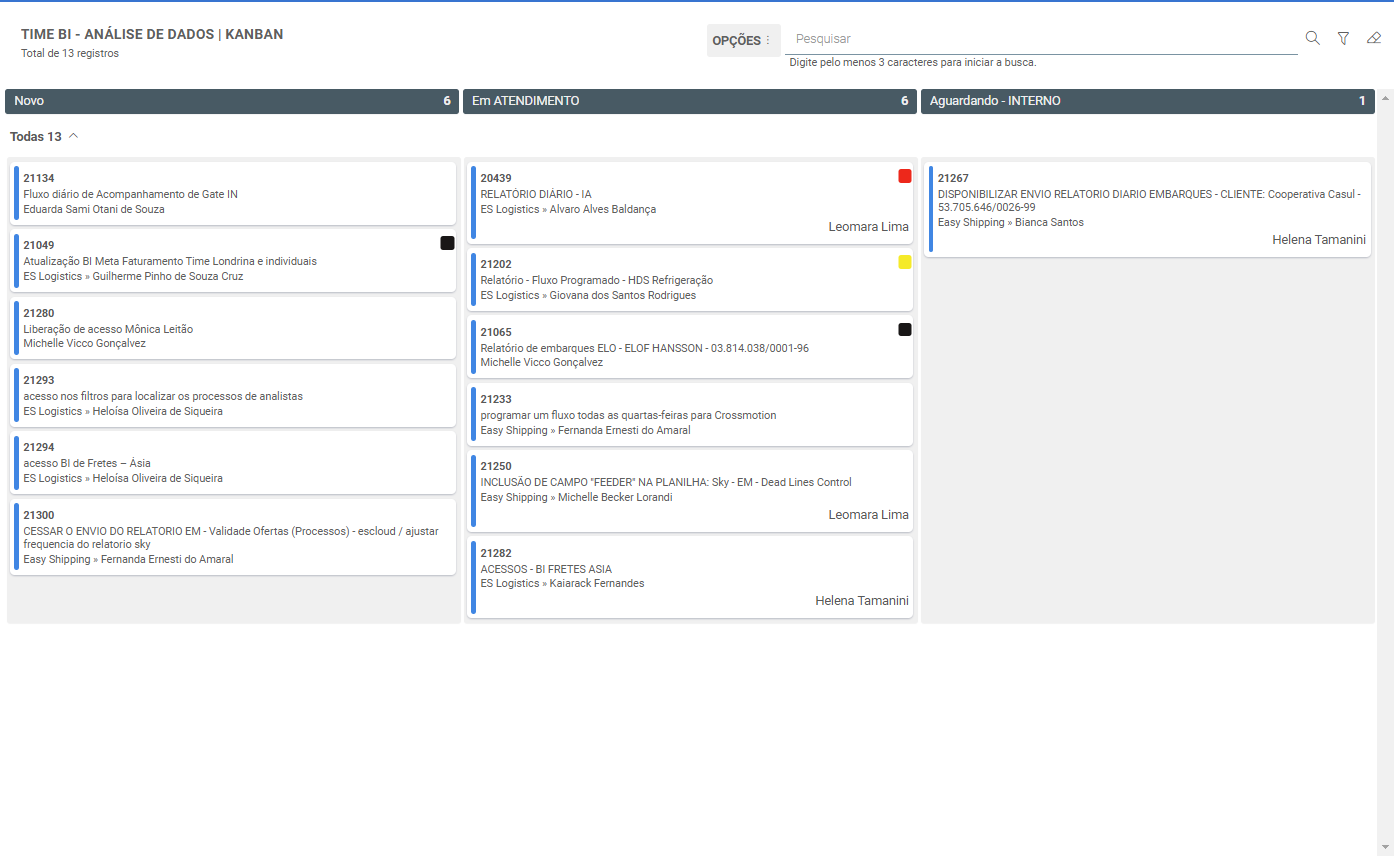 TIME BI - ANÁLISE DE DADOS | KANBAN
Total de 13 registros
OPÇÕES
Pesquisar
Digite pelo menos 3 caracteres para iniciar a busca.
Novo 6
Em ATENDIMENTO 6
Aguardando - INTERNO 1
Todas 13
21134
Fluxo diário de Acompanhamento de Gate IN
Eduarda Sami Otani de Souza
21049
Atualização BI Meta Faturamento Time Londrina e individuais
ES Logistics » Guilherme Pinho de Souza Cruz
21280
Liberação de acesso Mônica Leitão
Michelle Vicco Gonçalvez
21293
acesso nos filtros para localizar os processos de analistas
ES Logistics » Heloísa Oliveira de Siqueira
21294
acesso BI de Fretes – Ásia
ES Logistics » Heloísa Oliveira de Siqueira
21300
CESSAR O ENVIO DO RELATORIO EM - Validade Ofertas (Processos) - escloud / ajustar
frequencia do relatorio sky
Easy Shipping » Fernanda Ernesti do Amaral
20439
RELATÓRIO DIÁRIO - IA
ES Logistics » Alvaro Alves Baldança
Leomara Lima
21202
Relatório - Fluxo Programado - HDS Refrigeração
ES Logistics » Giovana dos Santos Rodrigues
21065
Relatório de embarques ELO - ELOF HANSSON - 03.814.038/0001-96
Michelle Vicco Gonçalvez
21233
programar um fluxo todas as quartas-feiras para Crossmotion
Easy Shipping » Fernanda Ernesti do Amaral
21250
INCLUSÃO DE CAMPO "FEEDER" NA PLANILHA: Sky - EM - Dead Lines Control
Easy Shipping » Michelle Becker Lorandi
Leomara Lima
21282
ACESSOS - BI FRETES ASIA
ES Logistics » Kaiarack Fernandes
Helena Tamanini
21267
DISPONIBILIZAR ENVIO RELATORIO DIARIO EMBARQUES - CLIENTE: Cooperativa Casul -
53.705.646/0026-99
Easy Shipping » Bianca Santos
Helena Tamanini